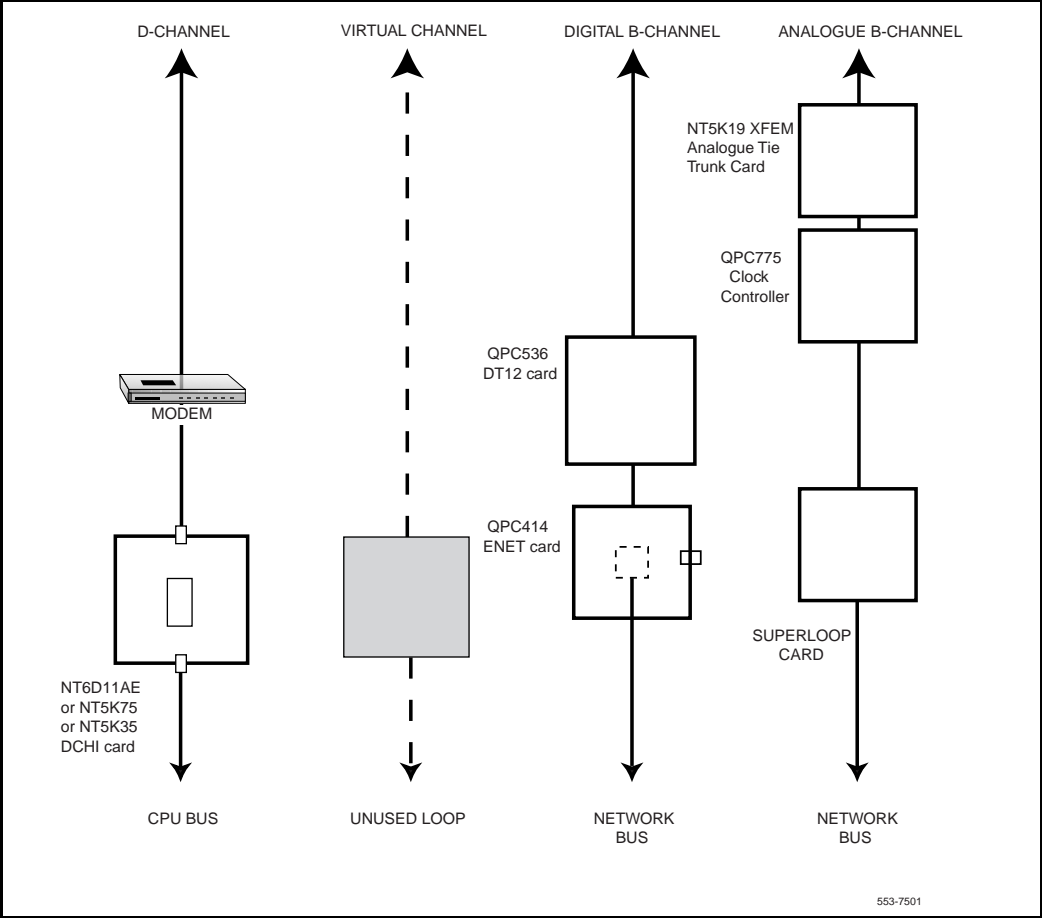 D-CHANNEL
VIRTUAL CHANNEL
DIGITAL B-CHANNEL
ANALOGUE B-CHANNEL
NT5K19 XFEM
Analogue Tie
Trunk Card
QPC775
Clock
Controller
QPC536
DT12 card
MODEM
QPC414
ENET card
SUPERLOOP
CARD
NT6D11AE
or NT5K75
or NT5K35
DCHI card
CPU BUS
UNUSED LOOP
NETWORK
BUS
NETWORK
BUS
553-7501